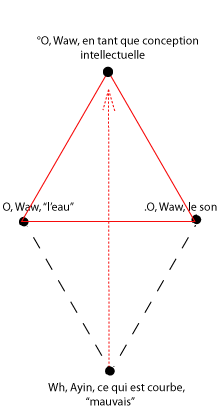 °O, Waw, en tant que conception
intellectuelle
O, Waw, “l’eau”
.O, Waw, le son
Wh, Ayin, ce qui est courbe,
“mauvais”